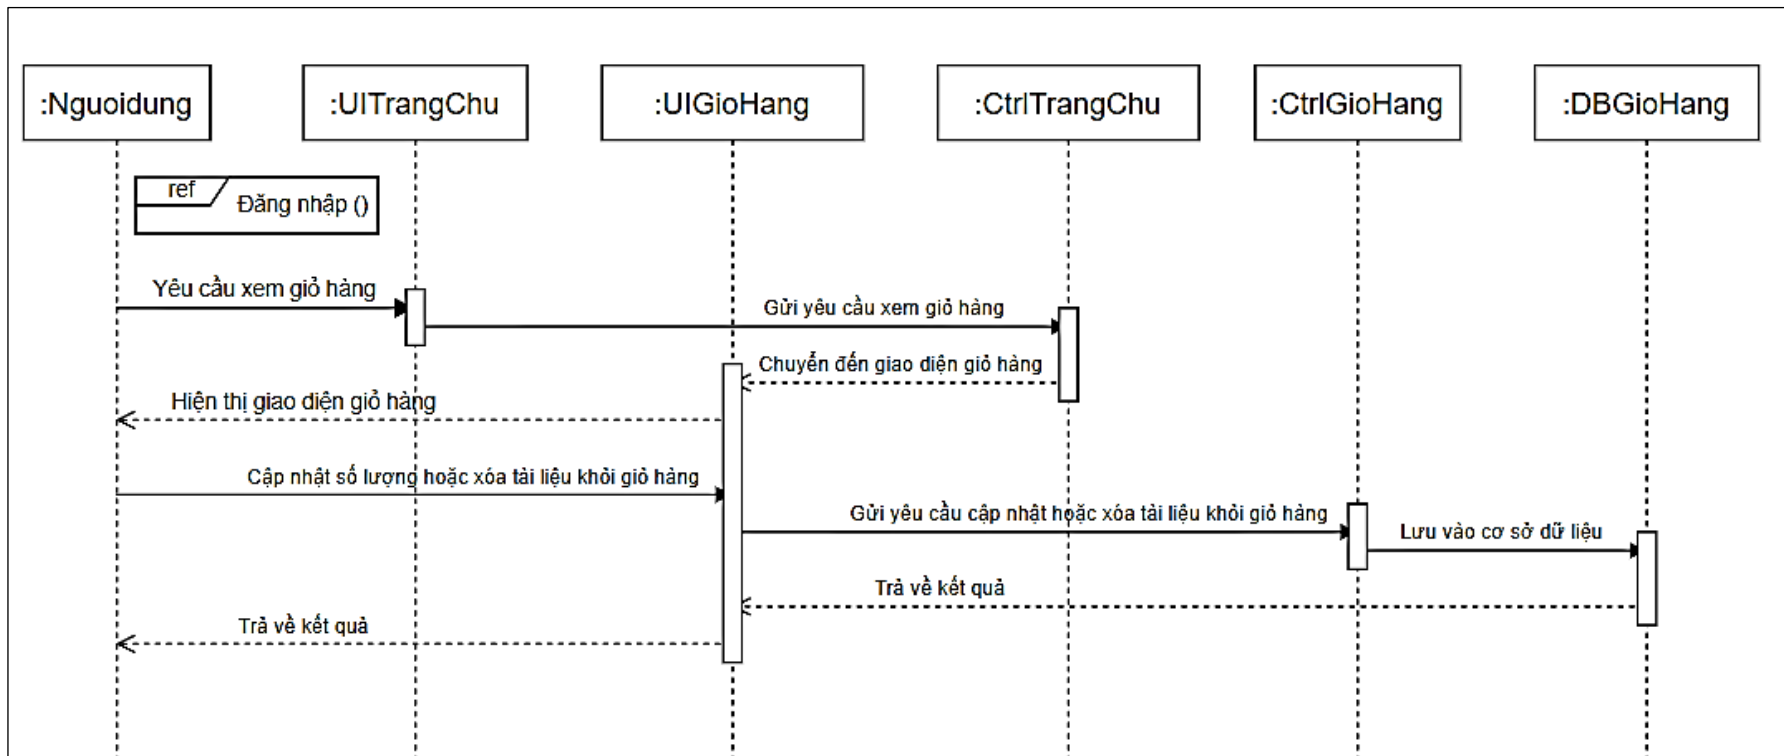 :Nguoidung
:UITrangChu
:UIGioHang
:CtrlTrangChu
:CtrlGioHang
:DBGioHang
ref
Đăng nhập ()
Yêu cầu xem giỏ hàng
Gửi yêu cầu xem giỏ hàng
Chuyển đến giao diện giỏ hàng
Hiện thị giao diện giỏ hàng
Cập nhật số lượng hoặc xóa tài liệu khỏi giỏ hàng
Gửi yêu cầu cập nhật hoặc xóa tài liệu khỏi giỏ hàng
Lưu vào cơ sở dữ liệu
Trả về kết quả
Trả về kết quả